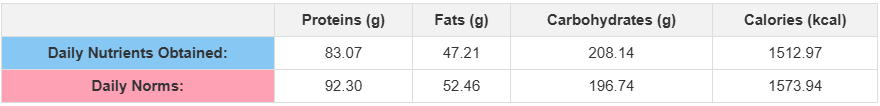 Proteins (g) Fats (g) Carbohydrates (g) Calories (kcal)
Daily Nutrients Obtained: 83.07 47.21 208.14 1512.97
Daily Norms: 92.30 52.46 196.74 1573.94